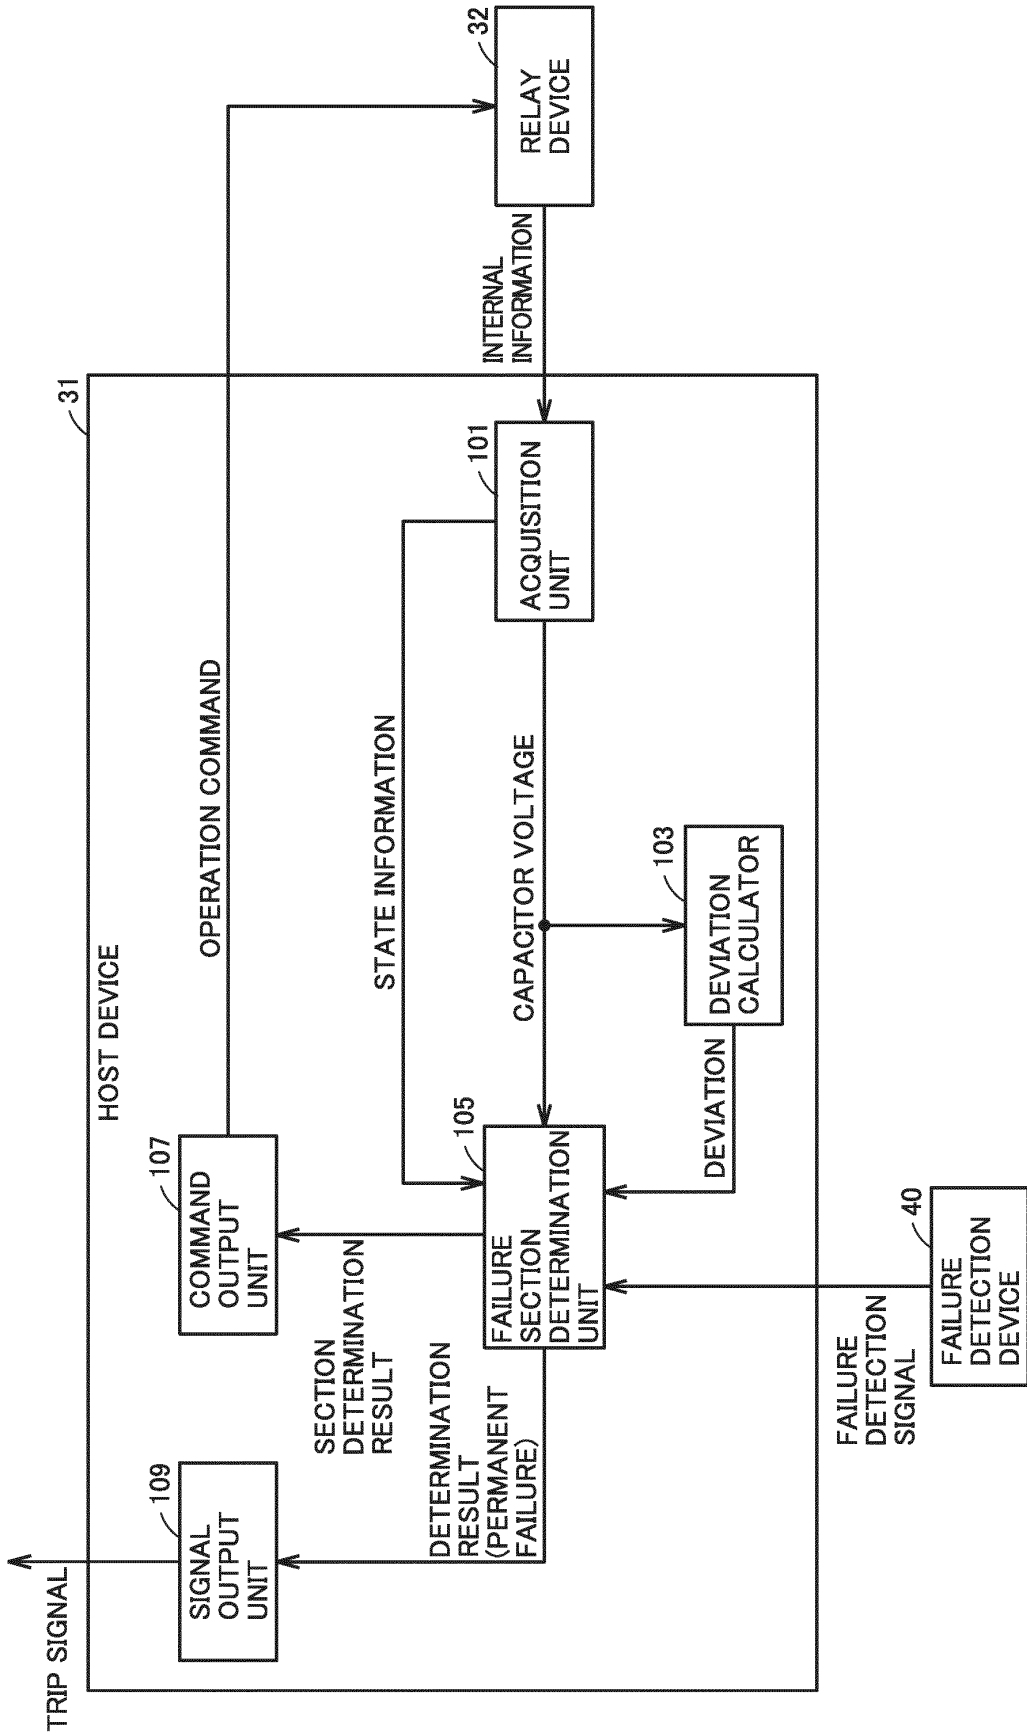 TRIP SIGNAL
HOST DEVICE
31
109
SIGNAL
OUTPUT
UNIT
107
COMMAND
OUTPUT
UNIT
OPERATION COMMAND
SECTION
DETERMINATION
RESULT
STATE INFORMATION
DETERMINATION
RESULT
(PERMANENT
FAILURE)
105
FAILURE
SECTION
DETERMINATION
UNIT
CAPACITOR VOLTAGE
101
ACQUISITION
UNIT
INTERNAL
INFORMATION
32
RELAY
DEVICE
DEVIATION
103
DEVIATION
CALCULATOR
FAILURE
DETECTION
SIGNAL
40
FAILURE
DETECTION
DEVICE